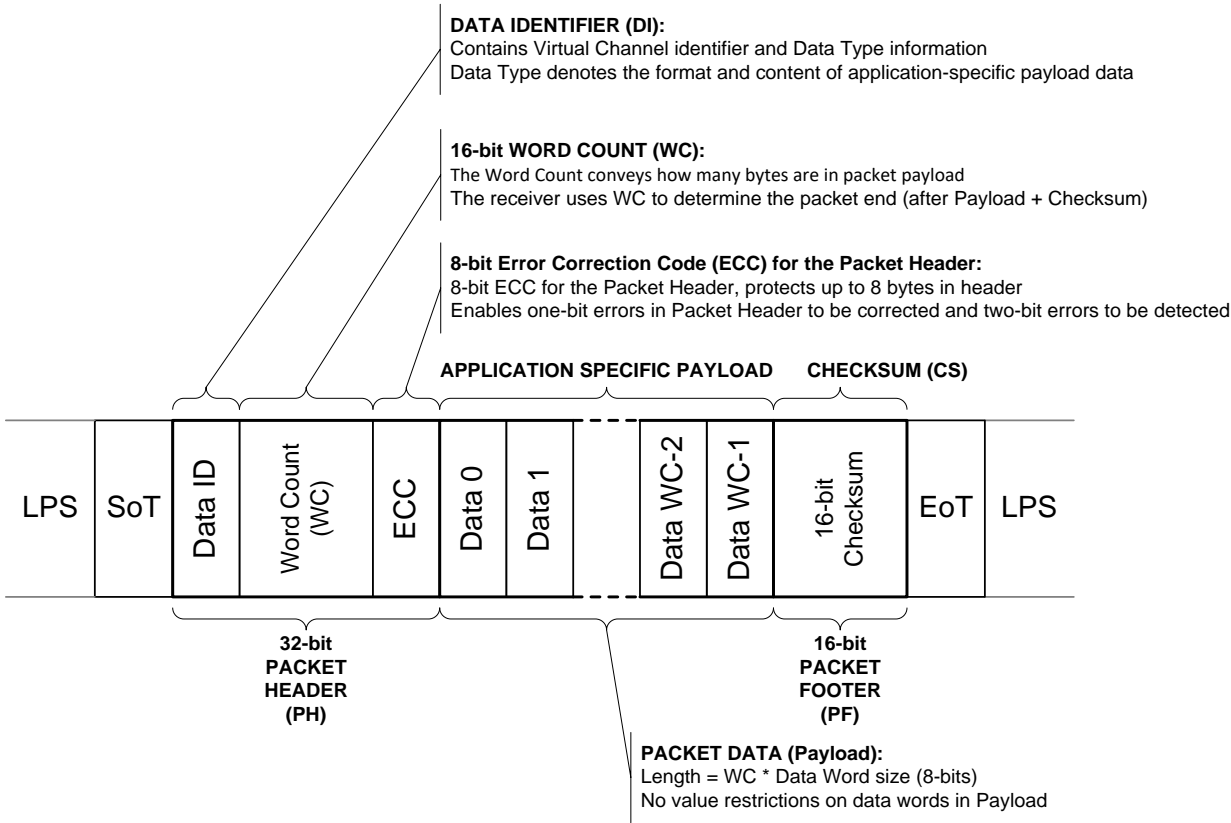 DATA IDENTIFIER (DI):
Contains Virtual Channel identifier and Data Type information
Data Type denotes the format and content of application-specific payload data
16-bit WORD COUNT (WC):
The Word Count conveys how many bytes are in packet payload
The receiver uses WC to determine the packet end (after Payload + Checksum)
8-bit Error Correction Code (ECC) for the Packet Header:
8-bit ECC for the Packet Header, protects up to 8 bytes in header
Enables one-bit errors in Packet Header to be corrected and two-bit errors to be detected
APPLICATION SPECIFIC PAYLOAD
CHECKSUM (CS)
LPS
SoT
Data ID
Word Count
(WC)
ECC
Data 0
Data 1
Data WC-2
Data WC-1
16-bit
Checksum
EoT
LPS
32-bit
PACKET
HEADER
(PH)
16-bit
PACKET
FOOTER
(PF)
PACKET DATA (Payload):
Length = WC * Data Word size (8-bits)
No value restrictions on data words in Payload